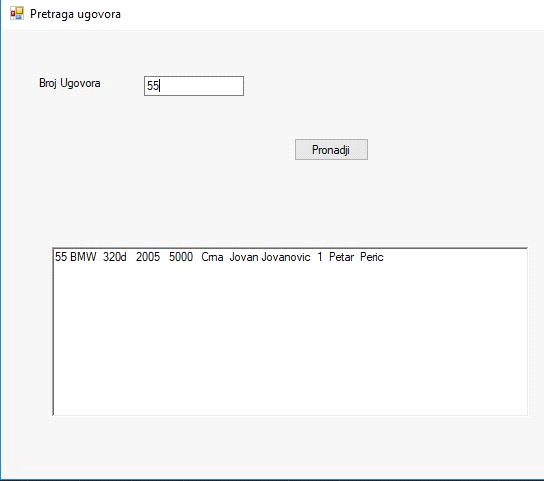 Pretraga ugovora
Broj Ugovora 55
Pronadji
55 BMW 320d 2005 5000 Crna Jovan Jovanovic 1 Petar Peric